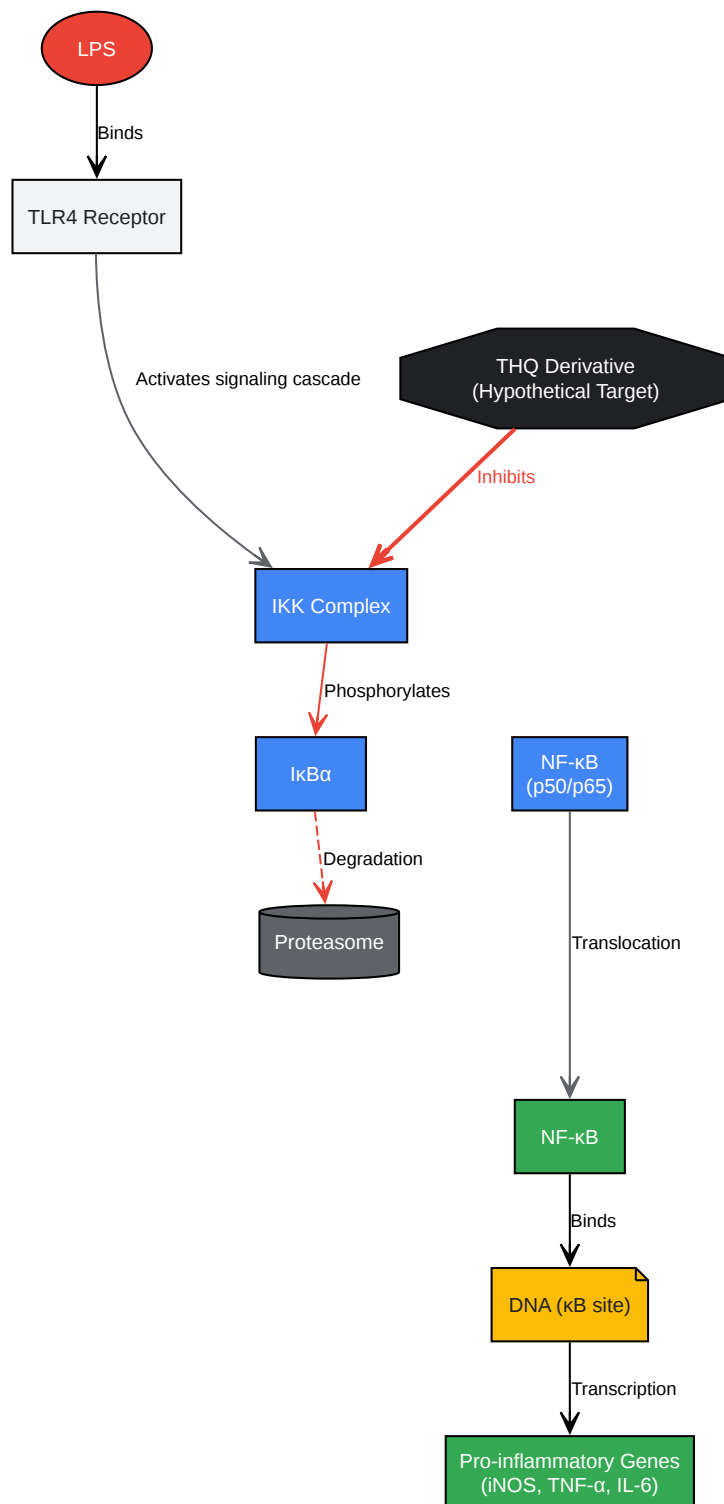 LPS
Binds
TLR4 Receptor
Activates signaling cascade
THQ Derivative
(Hypothetical Target)
Inhibits
IKK Complex
Phosphorylates
IκBα
NF-κB
(p50/p65)
Degradation
Proteasome
Translocation
NF-κB
Binds
DNA (κB site)
Transcription
Pro-inflammatory Genes
(iNOS, TNF-α, IL-6)